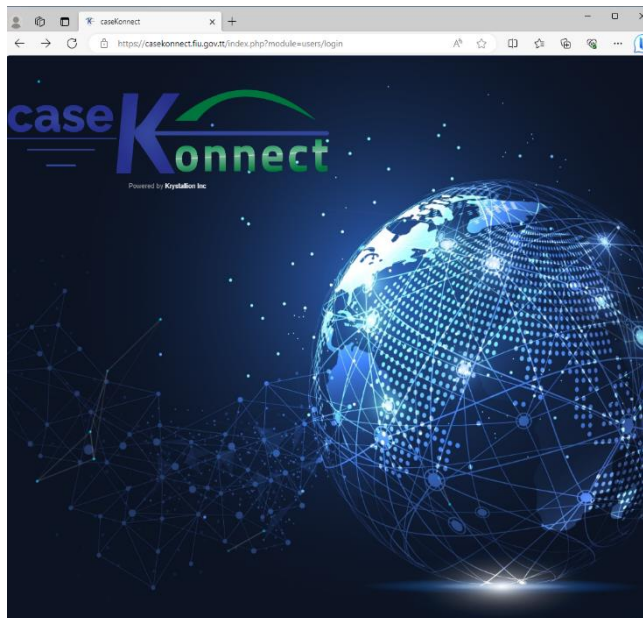 caseKonnect
https://casekonnect.fiu.gov.tt/index.php?module=users/login
case Konnect
Powered by Krystallion Inc